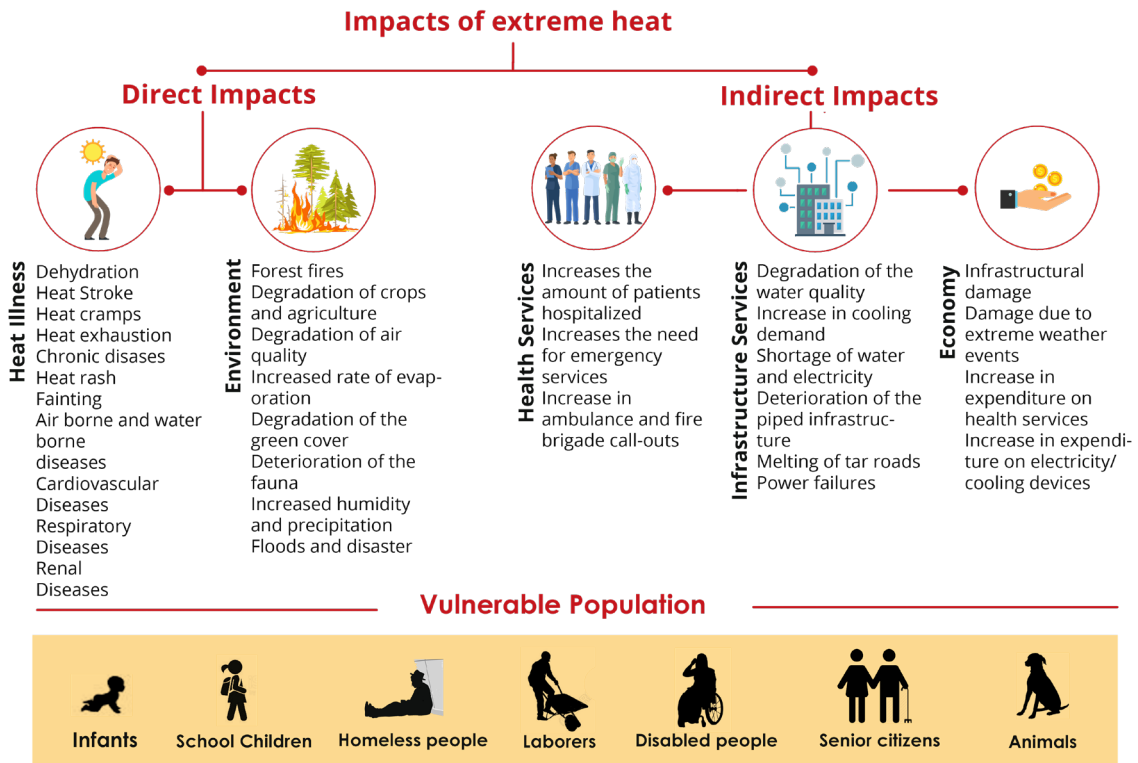 Impacts of extreme heat
Direct Impacts
Indirect Impacts
Heat Illness
Dehydration
Heat Stroke
Heat cramps
Heat exhaustion
Chronic disases
Heat rash
Fainting
Air borne and water
borne
diseases
Cardiovascular
Diseases
Respiratory
Diseases
Renal
Diseases
Environment
Forest fires
Degradation of crops
and agriculture
Degradation of air
quality
Increased rate of evap-
oration
Degradation of the
green cover
Deterioration of the
fauna
Increased humidity
and precipitation
Floods and disaster
Health Services
Increases the
amount of patients
hospitalized
Increases the need
for emergency
services
Increase in
ambulance and fire
brigade call-outs
Infrastructure Services
Degradation of the
water quality
Increase in cooling
demand
Shortage of water
and electricity
Deterioration of the
piped infrastruc-
ture
Melting of tar roads
Power failures
Economy
Infrastructural
damage
Damage due to
extreme weather
events
Increase in
expenditure on
health services
Increase in expendi-
ture on electricity/
cooling devices
Vulnerable Population
Infants
School Children
Homeless people
Laborers
Disabled people
Senior citizens
Animals